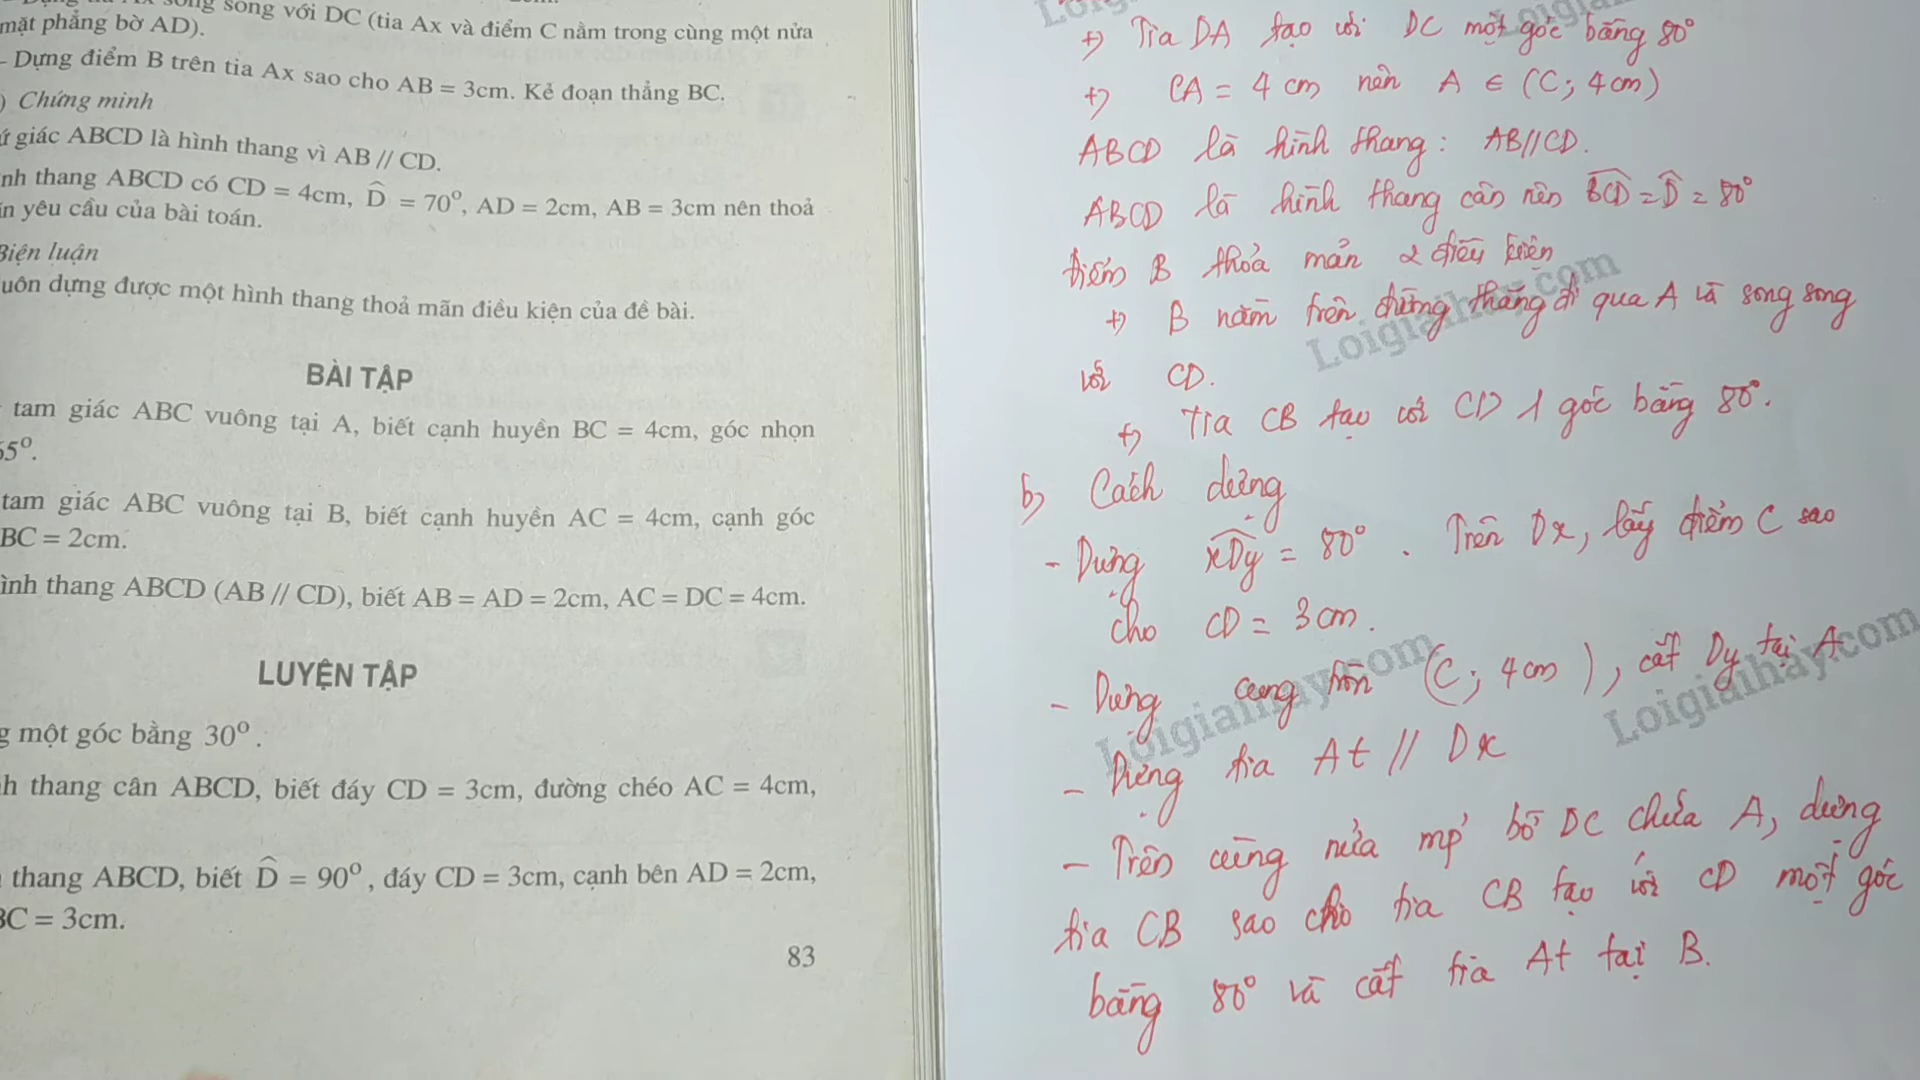 song song với DC (tia Ax và điểm C nằm trong cùng một nửa
mặt phẳng bờ AD).
- Dựng điểm B trên tia Ax sao cho AB = 3cm. Kẻ đoạn thẳng BC.
) Chứng minh
ứ giác ABCD là hình thang vì AB // CD.
nh thang ABCD có CD = 4cm, D̂ = 70°, AD = 2cm, AB = 3cm nên thoả
n yêu cầu của bài toán.
Biện luận
uôn dựng được một hình thang thoả mãn điều kiện của đề bài.
BÀI TẬP
tam giác ABC vuông tại A, biết cạnh huyền BC = 4cm, góc nhọn
65°.
tam giác ABC vuông tại B, biết cạnh huyền AC = 4cm, cạnh góc
BC = 2cm.
ình thang ABCD (AB // CD), biết AB = AD = 2cm, AC = DC = 4cm.
LUYỆN TẬP
g một góc bằng 30°.
h thang cân ABCD, biết đáy CD = 3cm, đường chéo AC = 4cm,
thang ABCD, biết D̂ = 90°, đáy CD = 3cm, cạnh bên AD = 2cm,
BC = 3cm.
83
+) Tia DA tạo với DC một góc bằng 80°
+) CA = 4 cm nên A ∈ (C; 4cm)
ABCD là hình thang: AB//CD.
ABCD là hình thang cân nên B̂CD = D̂ = 80°
điểm B thỏa mản 2 điều kiện
+) B nằm trên đường thẳng đi qua A và song song
với CD.
+) Tia CB tạo với CD 1 góc bằng 80°.
b) Cách dựng
- Dựng x̂Dy = 80°. Trên Dx, lấy điểm C sao
cho CD = 3cm.
- Dựng cung tròn (C; 4cm), cắt Dy tại A
- Dựng tia At // Dx
- Trên cùng nửa mp bờ DC chứa A, dựng
tia CB sao cho tia CB tạo với CD một góc
bằng 80° và cắt tia At tại B.
Loigiaihay.com
Loigiaihay.com
Loigiaihay.com